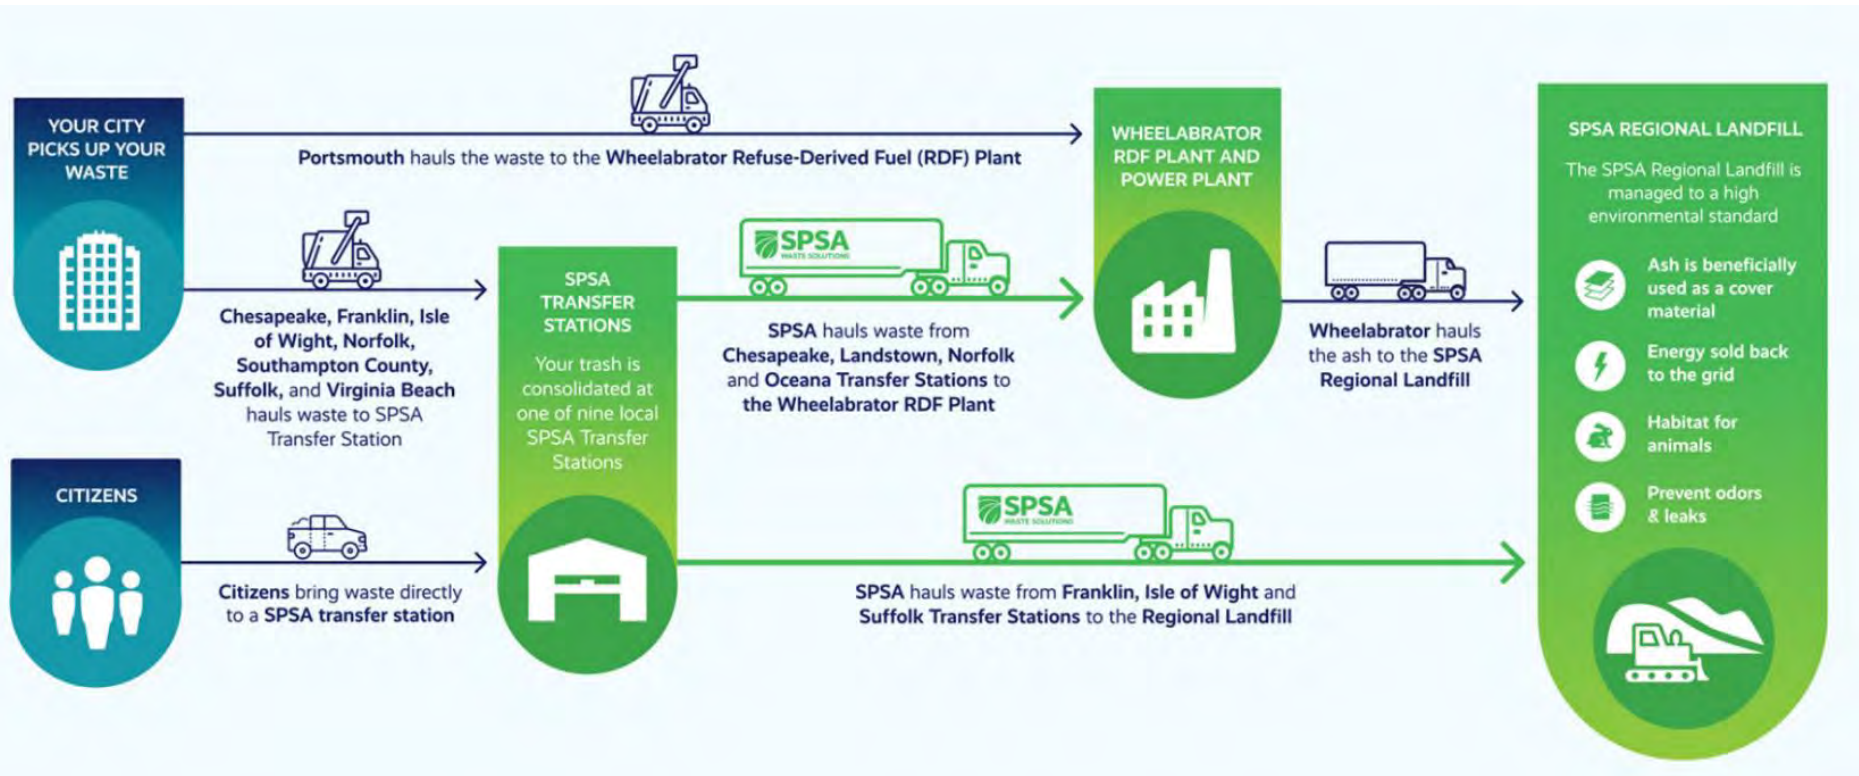 YOUR CITY
PICKS UP YOUR
WASTE
Portsmouth hauls the waste to the Wheelabrator Refuse-Derived Fuel (RDF) Plant
Chesapeake, Franklin, Isle
of Wight, Norfolk,
Southampton County,
Suffolk, and Virginia Beach
hauls waste to SPSA
Transfer Station
CITIZENS
Citizens bring waste directly
to a SPSA transfer station
SPSA
TRANSFER
STATIONS
Your trash is
consolidated at
one of nine local
SPSA Transfer
Stations
SPSA
WASTE SOLUTIONS
SPSA hauls waste from
Chesapeake, Landstown, Norfolk
and Oceana Transfer Stations to
the Wheelabrator RDF Plant
SPSA
WASTE SOLUTIONS
SPSA hauls waste from Franklin, Isle of Wight and
Suffolk Transfer Stations to the Regional Landfill
WHEELABRATOR
RDF PLANT AND
POWER PLANT
Wheelabrator hauls
the ash to the SPSA
Regional Landfill
SPSA REGIONAL LANDFILL
The SPSA Regional Landfill is
managed to a high
environmental standard
Ash is beneficially
used as a cover
material
Energy sold back
to the grid
Habitat for
animals
Prevent odors
& leaks